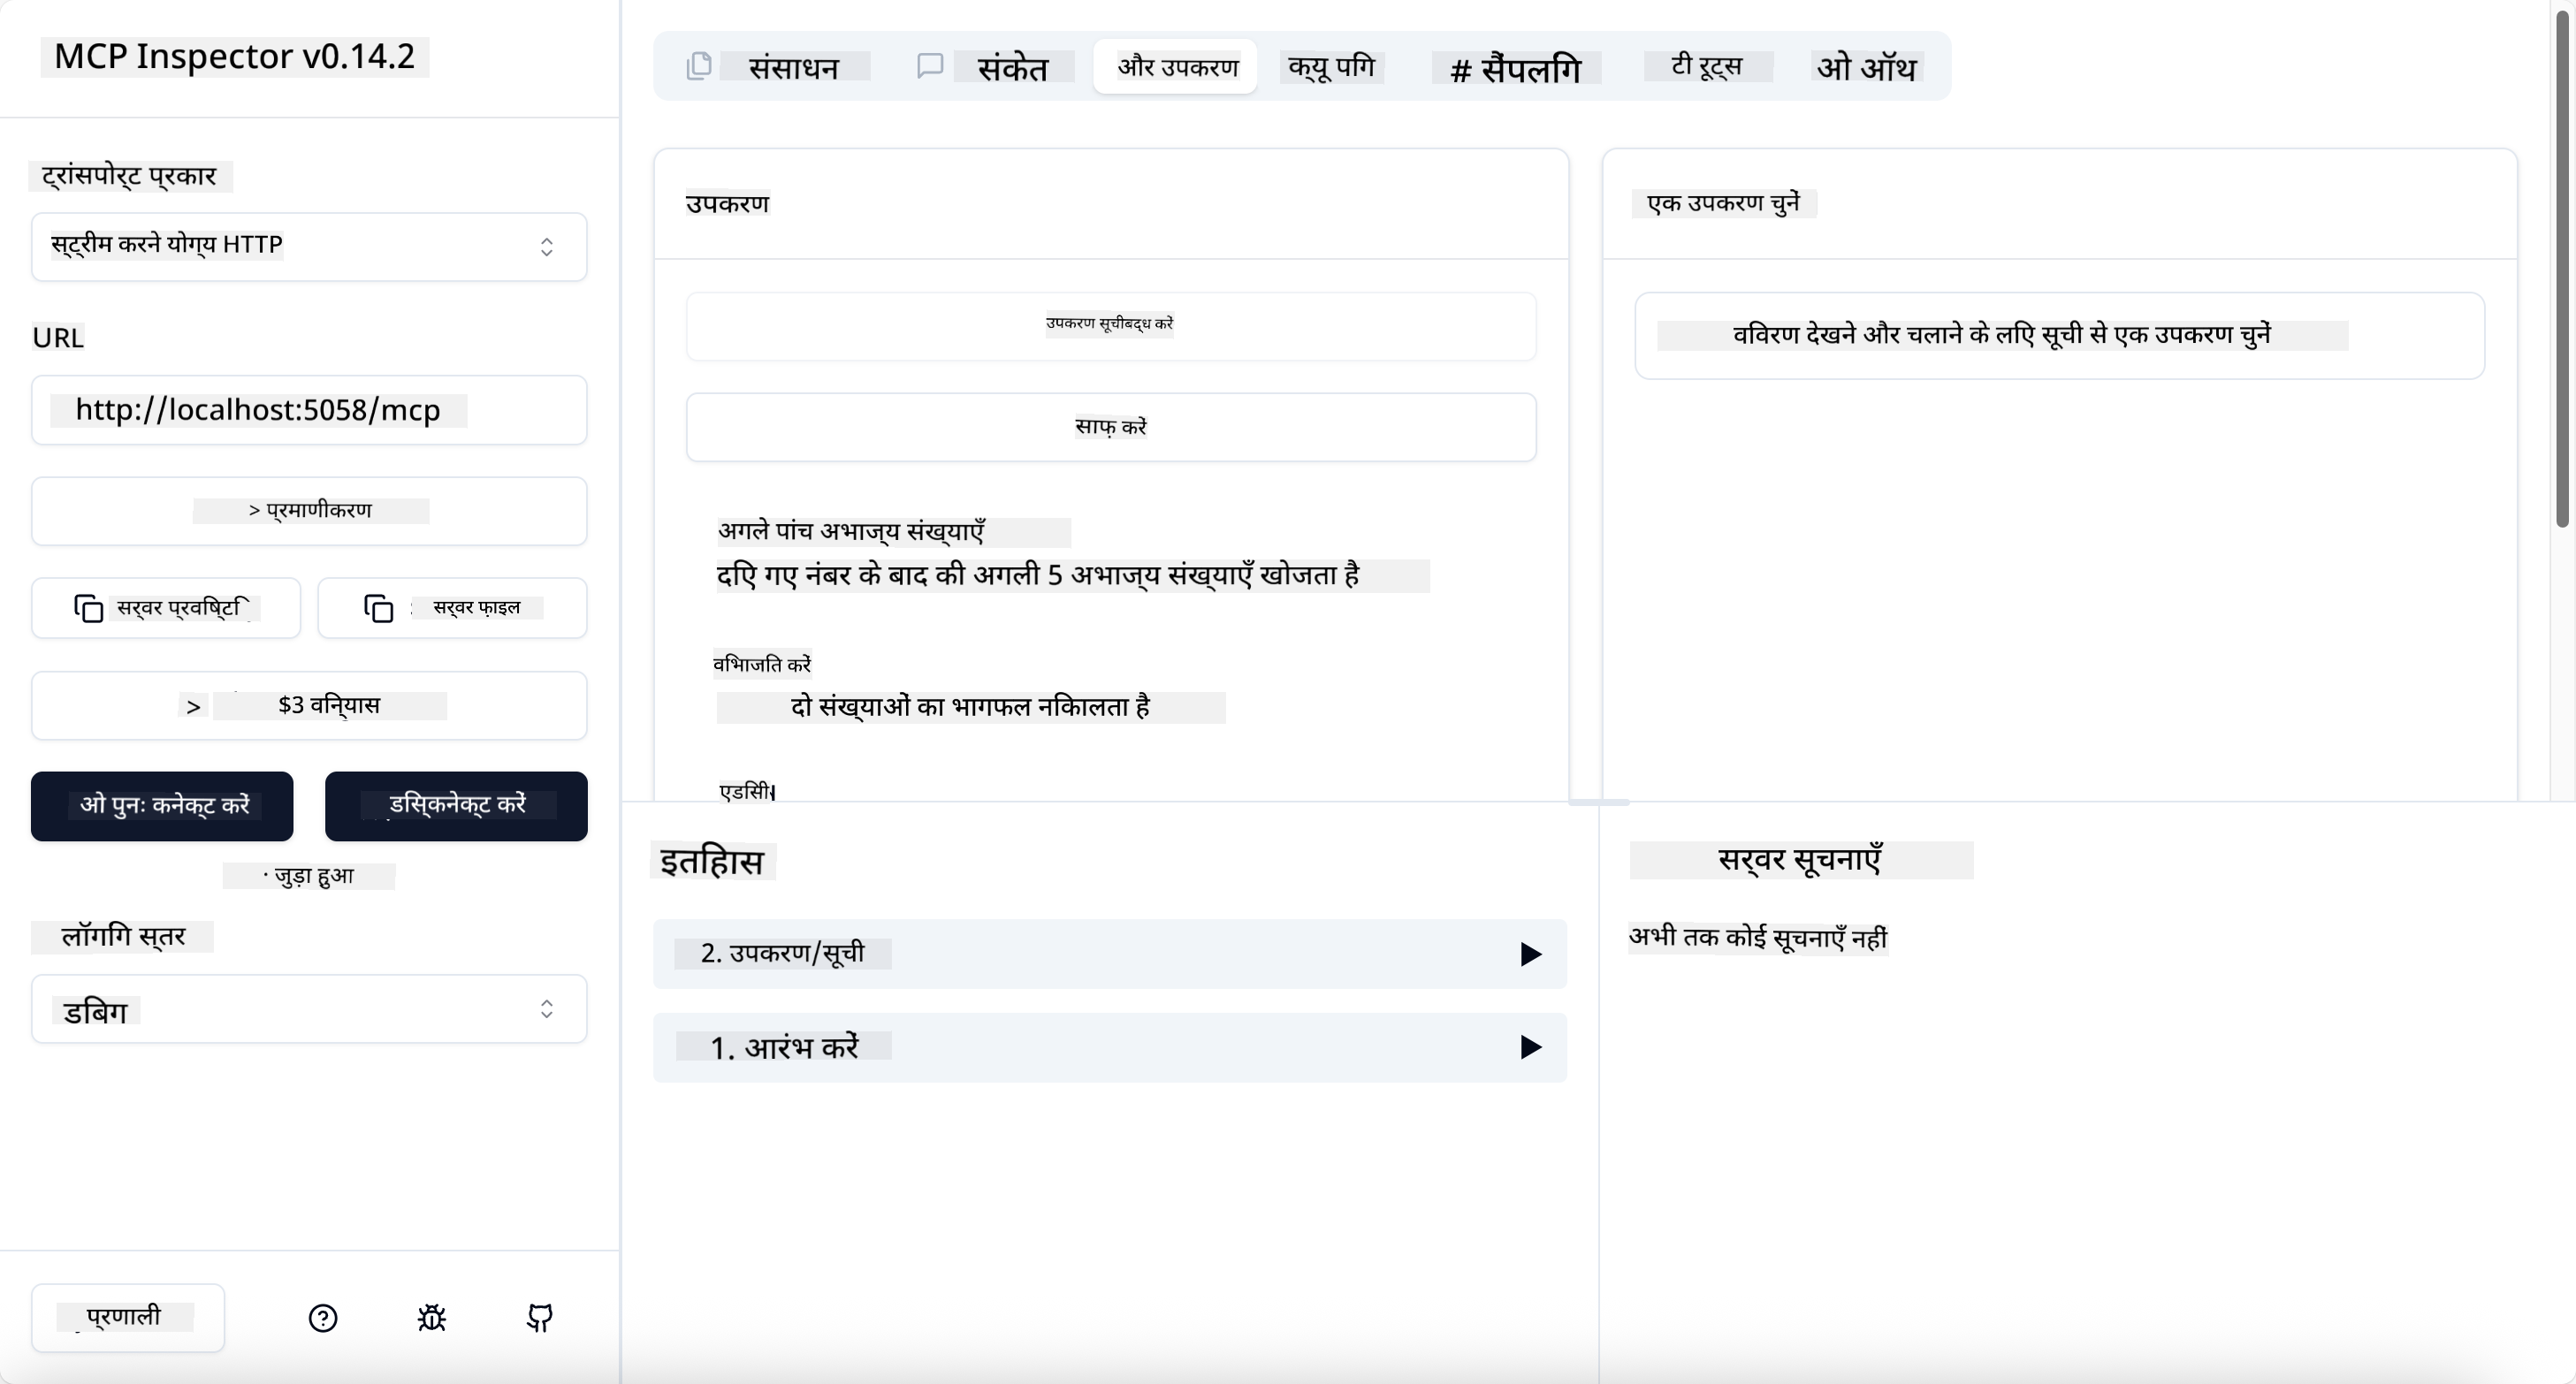 MCP Inspector v0.14.2
ट्रांसपोर्ट प्रकार
स्ट्रीम करने योग्य HTTP
URL
http://localhost:5058/mcp
> प्रमाणीकरण
सर्वर प्रविष्टि
सर्वर फ़ाइल
> $3 विन्यास
ओ पुनः कनेक्ट करें
डिस्कनेक्ट करें
· जुड़ा हुआ
लॉगिंग स्तर
डिबग
प्रणाली
संसाधन
संकेत
और उपकरण
क्यू पिंग
# सैंपलिंग
टी रूट्स
ओ ऑथ
उपकरण
उपकरण सूचीबद्ध करें
साफ़ करें
अगले पांच अभाज्य संख्याएँ
दिए गए नंबर के बाद की अगली 5 अभाज्य संख्याएँ खोजता है
विभाजित करें
दो संख्याओं का भागफल निकालता है
एक उपकरण चुनें
विवरण देखने और चलाने के लिए सूची से एक उपकरण चुनें
इतिहास
2. उपकरण/सूची
1. आरंभ करें
सर्वर सूचनाएँ
अभी तक कोई सूचनाएँ नहीं